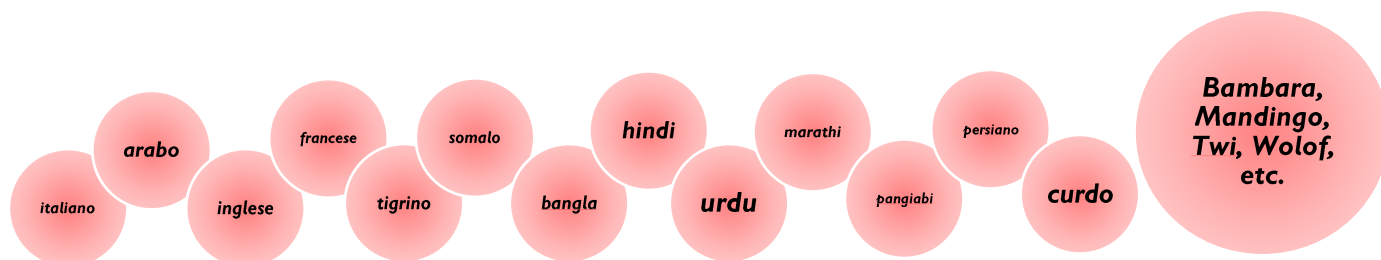 italiano
arabo
inglese
francese
tigrino
somalo
bangla
hindi
urdu
marathi
pangiabi
persiano
curdo
Bambara,
Mandingo,
Twi, Wolof,
etc.